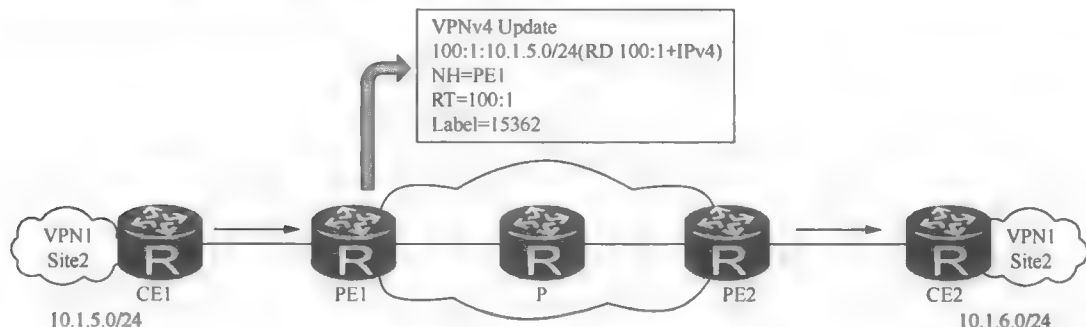 VPNv4 Update
100:1:10.1.5.0/24(RD 100:1+IPv4)
NH=PE1
RT=100:1
Label=15362
VPN1
Site2
R
R
R
R
R
VPN1
Site2
CE1
PE1
P
PE2
CE2
10.1.5.0/24
10.1.6.0/24